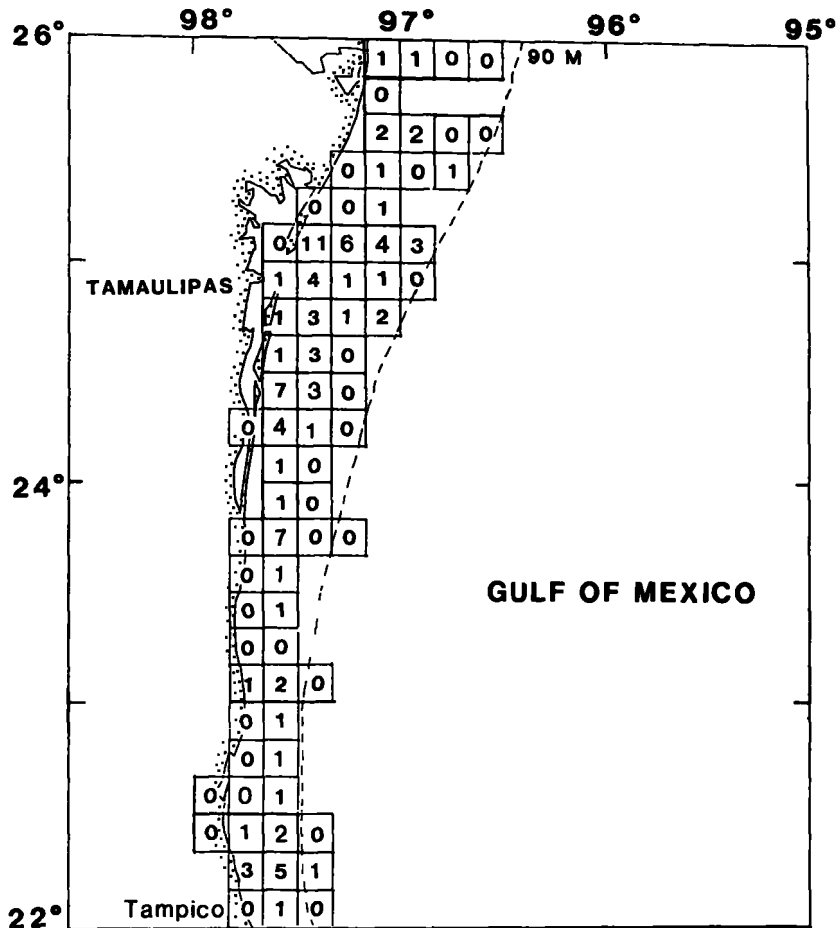 98° 97° 96° 95°
26°
1 1 0 0 90 M
0
2 2 0 0
0 1 0 1
0 0 1
0 11 6 4 3
TAMAULIPAS 1 4 1 1 0
1 3 1 2
1 3 0
7 3 0
0 4 1 0
1 0
24°
1 0
0 7 0 0
0 1
GULF OF MEXICO
0 1
0 0
1 2 0
0 1
0 1
0 0 1
0 1 2 0
3 5 1
Tampico 0 1 0
22°